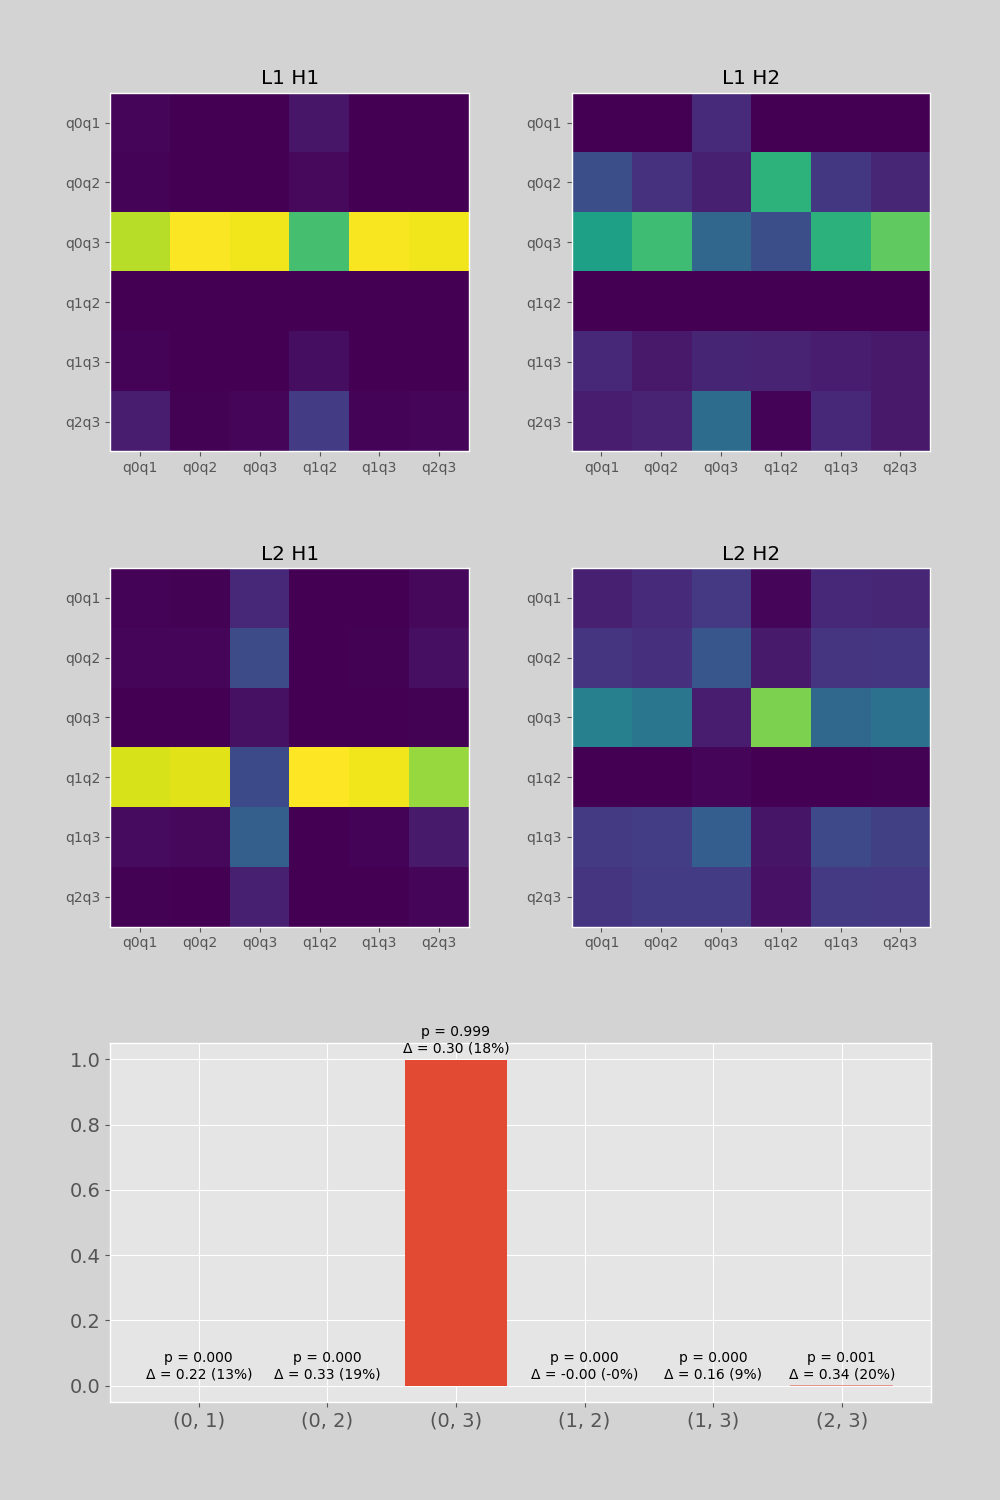 L1 H1
L1 H2
q0q1
q0q2
q0q3
q1q2
q1q3
q2q3
q0q1 q0q2 q0q3 q1q2 q1q3 q2q3
q0q1
q0q2
q0q3
q1q2
q1q3
q2q3
q0q1 q0q2 q0q3 q1q2 q1q3 q2q3
L2 H1
L2 H2
q0q1
q0q2
q0q3
q1q2
q1q3
q2q3
q0q1 q0q2 q0q3 q1q2 q1q3 q2q3
q0q1
q0q2
q0q3
q1q2
q1q3
q2q3
q0q1 q0q2 q0q3 q1q2 q1q3 q2q3
1.0
0.8
0.6
0.4
0.2
0.0
p = 0.000
Δ = 0.22 (13%)
p = 0.000
Δ = 0.33 (19%)
p = 0.999
Δ = 0.30 (18%)
p = 0.000
Δ = -0.00 (-0%)
p = 0.000
Δ = 0.16 (9%)
p = 0.001
Δ = 0.34 (20%)
(0, 1) (0, 2) (0, 3) (1, 2) (1, 3) (2, 3)